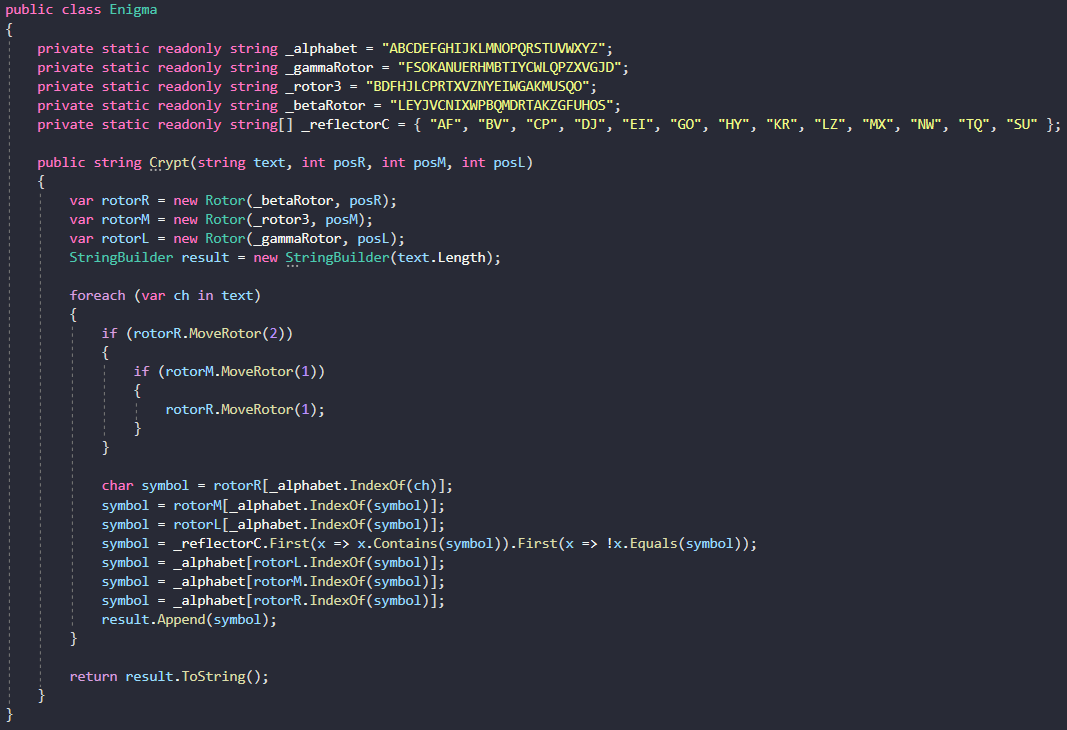 public class Enigma
{
    private static readonly string _alphabet = "ABCDEFGHIJKLMNOPQRSTUVWXYZ";
    private static readonly string _gammaRotor = "FSOKANUERHMBTIYCWLQPZXVGJD";
    private static readonly string _rotor3 = "BDFHJLCPRTXVZNYEIWGAKMUSQO";
    private static readonly string _betaRotor = "LEYJVCNIXWPBQMDRTAKZGFUHOS";
    private static readonly string[] _reflectorC = { "AF", "BV", "CP", "DJ", "EI", "GO", "HY", "KR", "LZ", "MX", "NW", "TQ", "SU" };

    public string Crypt(string text, int posR, int posM, int posL)
    {
        var rotorR = new Rotor(_betaRotor, posR);
        var rotorM = new Rotor(_rotor3, posM);
        var rotorL = new Rotor(_gammaRotor, posL);
        StringBuilder result = new StringBuilder(text.Length);

        foreach (var ch in text)
        {
            if (rotorR.MoveRotor(2))
            {
                if (rotorM.MoveRotor(1))
                {
                    rotorR.MoveRotor(1);
                }
            }

            char symbol = rotorR[_alphabet.IndexOf(ch)];
            symbol = rotorM[_alphabet.IndexOf(symbol)];
            symbol = rotorL[_alphabet.IndexOf(symbol)];
            symbol = _reflectorC.First(x => x.Contains(symbol)).First(x => !x.Equals(symbol));
            symbol = _alphabet[rotorL.IndexOf(symbol)];
            symbol = _alphabet[rotorM.IndexOf(symbol)];
            symbol = _alphabet[rotorR.IndexOf(symbol)];
            result.Append(symbol);
        }

        return result.ToString();
    }
}